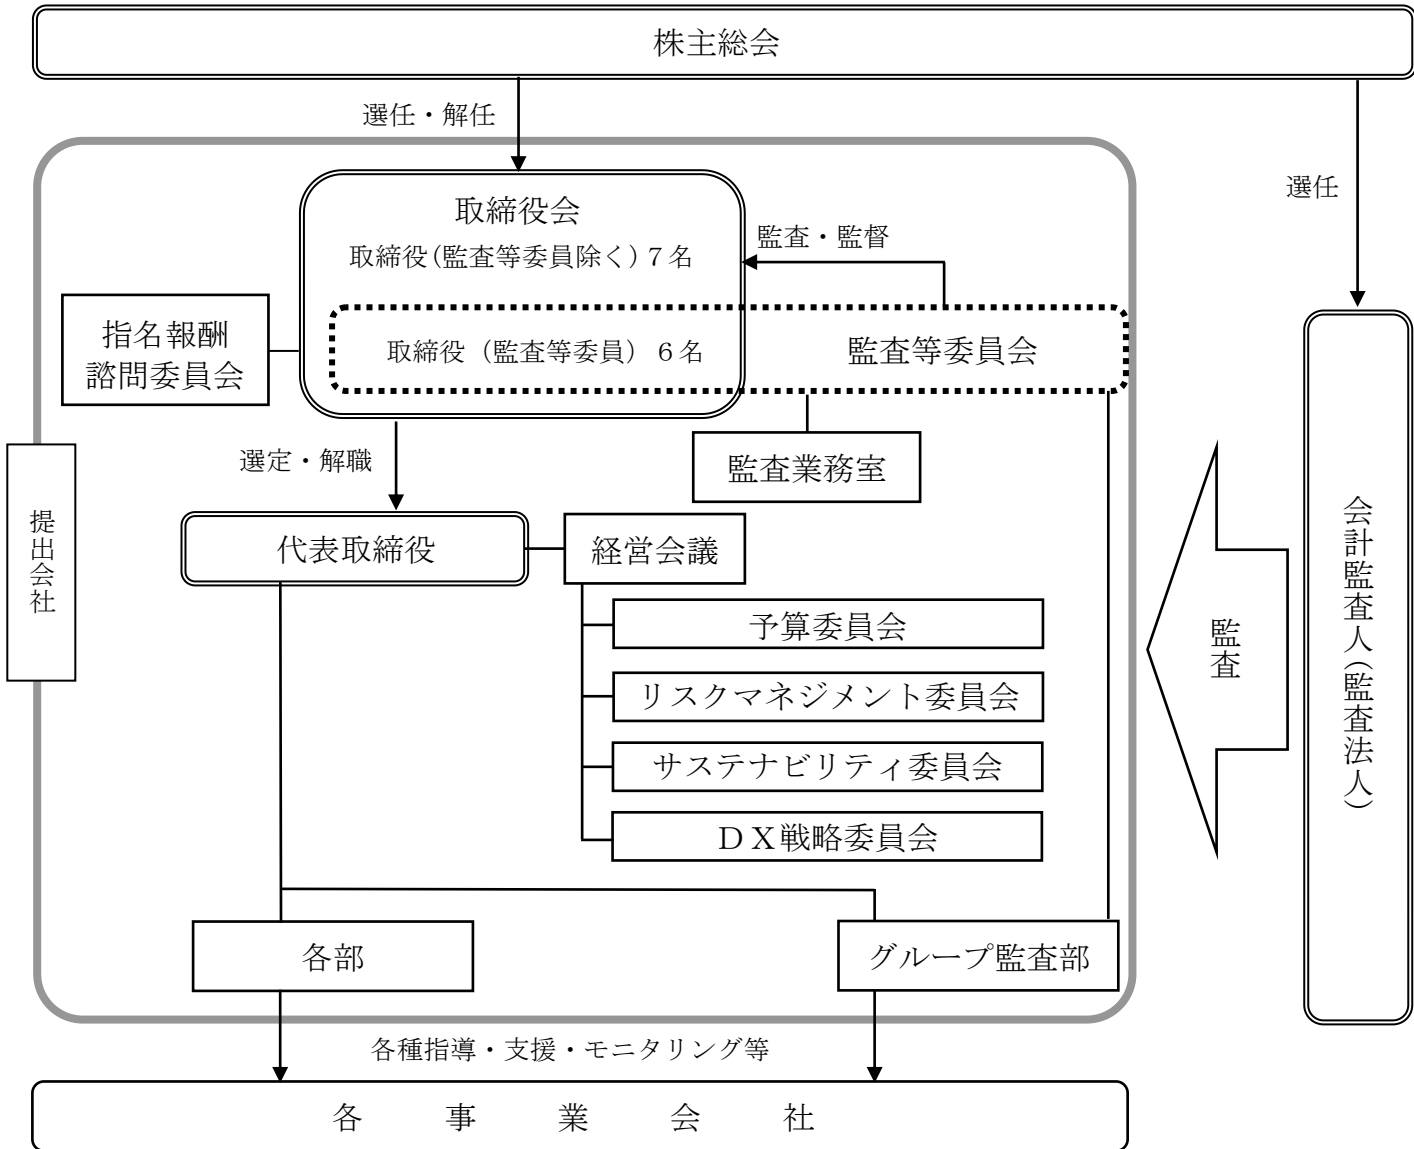 株主総会
選任・解任
選任
取締役会
取締役(監査等委員除く)７名
監査・監督
指名報酬
諮問委員会
取締役（監査等委員）６名
監査等委員会
選定・解職
監査業務室
提出会社
代表取締役
経営会議
予算委員会
リスクマネジメント委員会
サステナビリティ委員会
ＤＸ戦略委員会
監査
会計監査人(監査法人)
各部
グループ監査部
各種指導・支援・モニタリング等
各事業会社